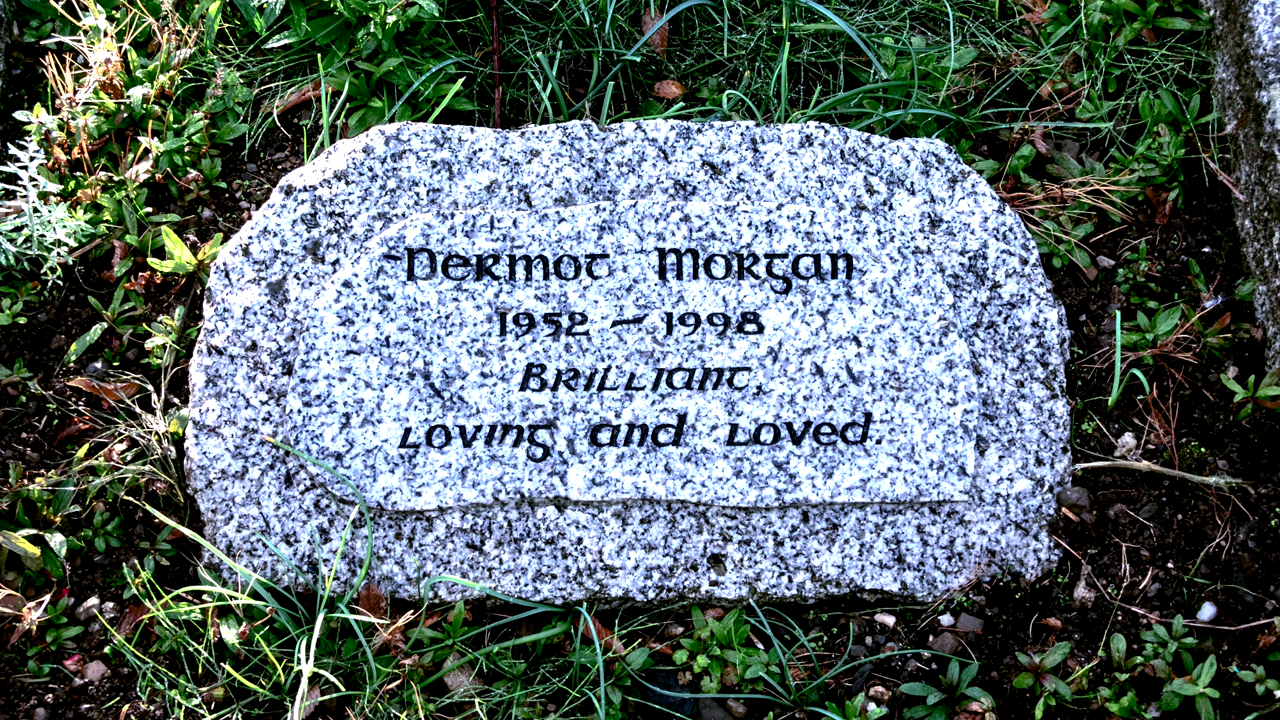 Dermot Morgan
1952 – 1998
Brilliant,
Loving and Loved.